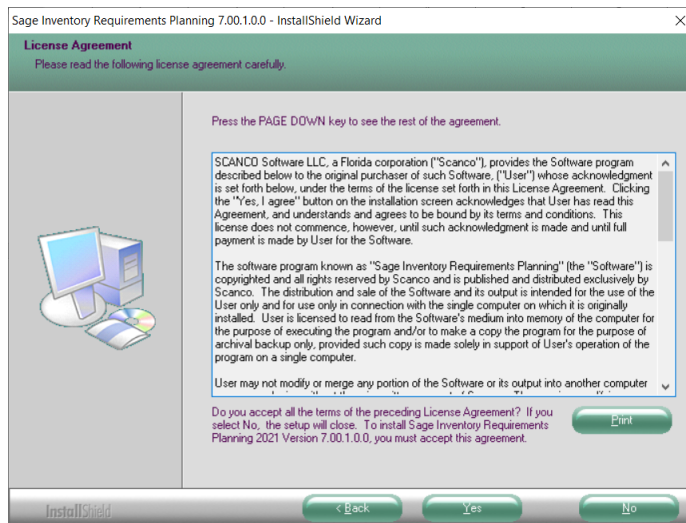 Sage Inventory Requirements Planning 7.00.1.0.0 - InstallShield Wizard
License Agreement
Please read the following license agreement carefully.
Press the PAGE DOWN key to see the rest of the agreement.
SCANCO Software LLC, a Florida corporation ("Scanco"), provides the Software program
described below to the original purchaser of such Software, ("User") whose acknowledgment
is set forth below, under the terms of the license set forth in this License Agreement. Clicking
the "Yes, I agree" button on the installation screen acknowledges that User has read this
Agreement, and understands and agrees to be bound by its terms and conditions. This
license does not commence, however, until such acknowledgment is made and until full
payment is made by User for the Software.
The software program known as "Sage Inventory Requirements Planning" (the "Software") is
copyrighted and all rights reserved by Scanco and is published and distributed exclusively by
Scanco. The distribution and sale of the Software and its output is intended for the use of the
User only and for use only in connection with the single computer on which it is originally
installed. User is licensed to read from the Software's medium into memory of the computer for
the purpose of executing the program and/or to make a copy the program for the purpose of
archival backup only, provided such copy is made solely in support of User's operation of the
program on a single computer.
User may not modify or merge any portion of the Software or its output into another computer
Do you accept all the terms of the preceding License Agreement? If you
select No, the setup will close. To install Sage Inventory Requirements
Planning 2021 Version 7.00.1.0.0, you must accept this agreement.
Print
InstallShield
< Back
Yes
No